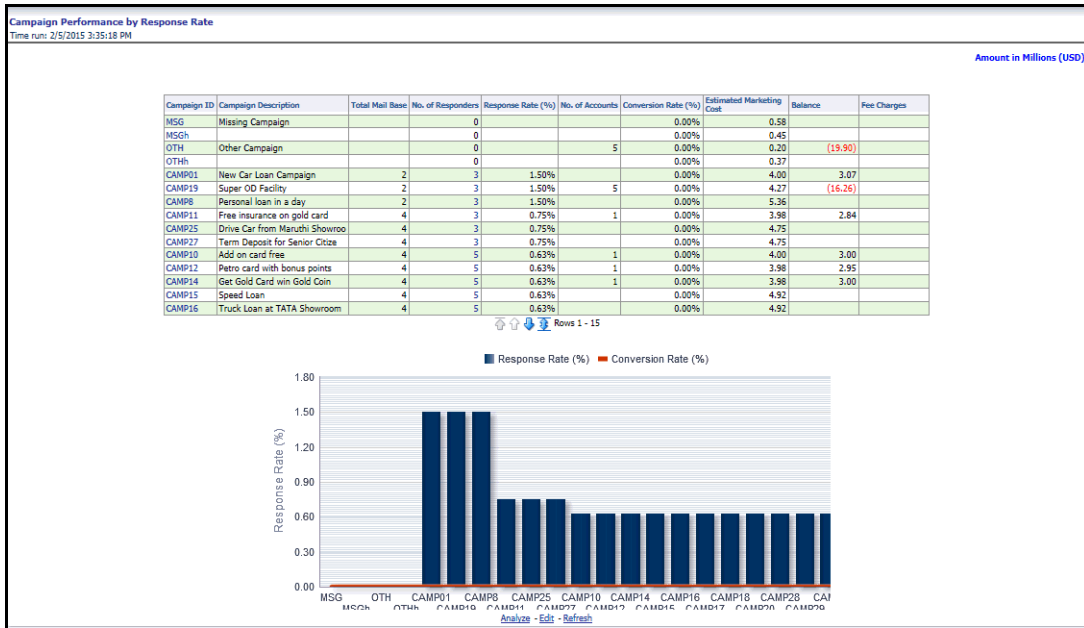 Campaign Performance by Response Rate
Time run: 2/5/2015 3:35:18 PM
Amount in Millions (USD)
Campaign ID Campaign Description Total Mail Base No. of Responders Response Rate (%) No. of Accounts Conversion Rate (%) Estimated Marketing Cost Balance Fee Charges
MSG Missing Campaign 0 0.00% 0.58
MSGh 0 0.00% 0.45
OTH Other Campaign 0 5 0.00% 0.20 (19.90)
OTHh 0 0.00% 0.37
CAMP01 New Car Loan Campaign 2 3 1.50% 0.00% 4.00 3.07
CAMP19 Super OD Facility 2 3 1.50% 5 0.00% 4.27 (16.26)
CAMP8 Personal loan in a day 2 3 1.50% 0.00% 5.36
CAMP11 Free insurance on gold card 4 3 0.75% 1 0.00% 3.98 2.84
CAMP25 Drive Car from Maruthi Showroo 4 3 0.75% 0.00% 4.75
CAMP27 Term Deposit for Senior Citize 4 3 0.75% 0.00% 4.75
CAMP10 Add on card free 4 5 0.63% 1 0.00% 4.00 3.00
CAMP12 Petro card with bonus points 4 5 0.63% 1 0.00% 3.98 2.95
CAMP14 Get Gold Card win Gold Coin 4 5 0.63% 1 0.00% 3.98 3.00
CAMP15 Speed Loan 4 5 0.63% 0.00% 4.92
CAMP16 Truck Loan at TATA Showroom 4 5 0.63% 0.00% 4.92
Rows 1 - 15
Response Rate (%) Conversion Rate (%)
Response Rate (%)
1.80
1.50
1.20
0.90
0.60
0.30
0.00
MSG OTH CAMP01 CAMP8 CAMP25 CAMP10 CAMP14 CAMP16 CAMP18 CAMP28
MSGh OTHh CAMP19 CAMP11 CAMP27 CAMP12 CAMP15 CAMP17 CAMP20 CAMP29
Analyze - Edit - Refresh